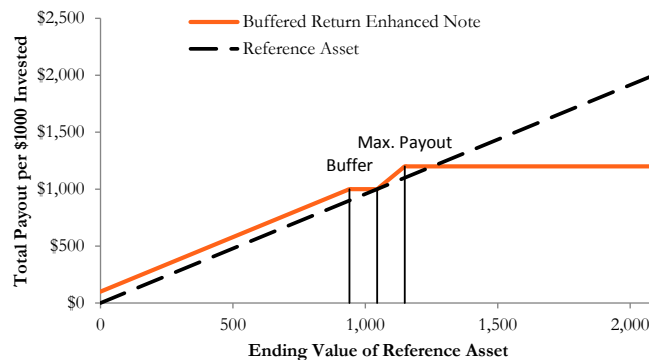 $2,500
$2,000
$1,500
$1,000
$500
$0
Total Payout per $1000 Invested
Buffered Return Enhanced Note
Reference Asset
Max. Payout
Buffer
0
500
1,000
1,500
2,000
Ending Value of Reference Asset